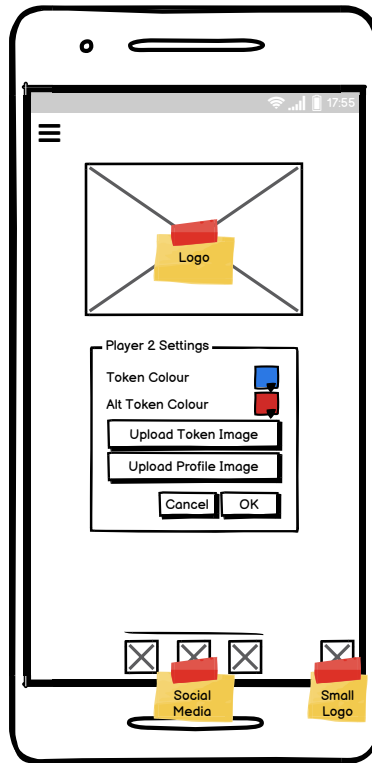 17:55
Logo
Player 2 Settings
Token Colour
Alt Token Colour
Upload Token Image
Upload Profile Image
Cancel OK
Social
Media
Small
Logo